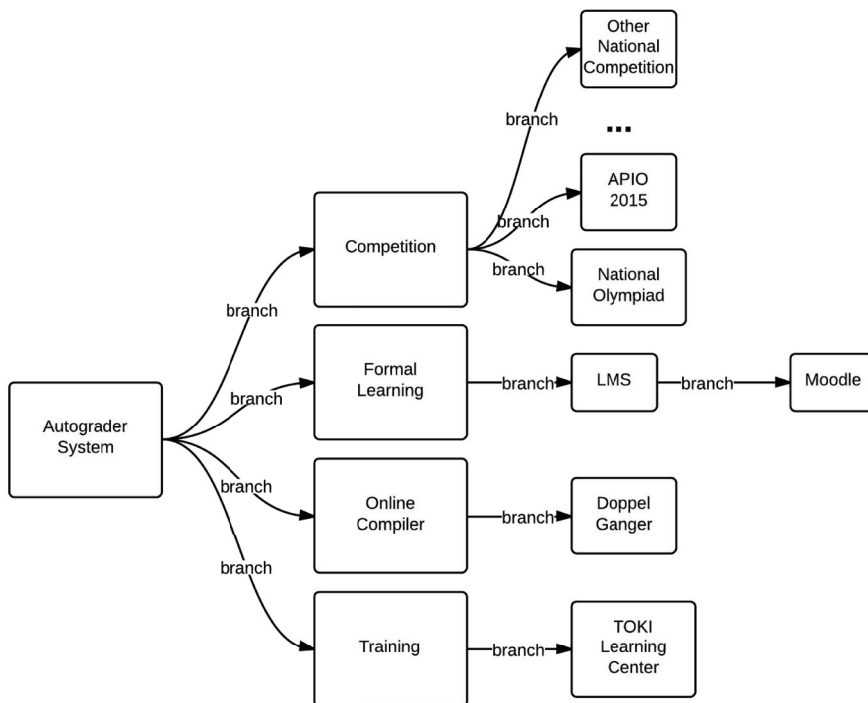 Other
National
Competition
branch
...
APIO
2015
branch
Competition
branch
National
Olympiad
branch
Formal
Learning
branch
LMS
branch
Moodle
branch
Autograder
System
branch
Online
Compiler
branch
Doppel
Ganger
branch
Training
branch
TOKI
Learning
Center